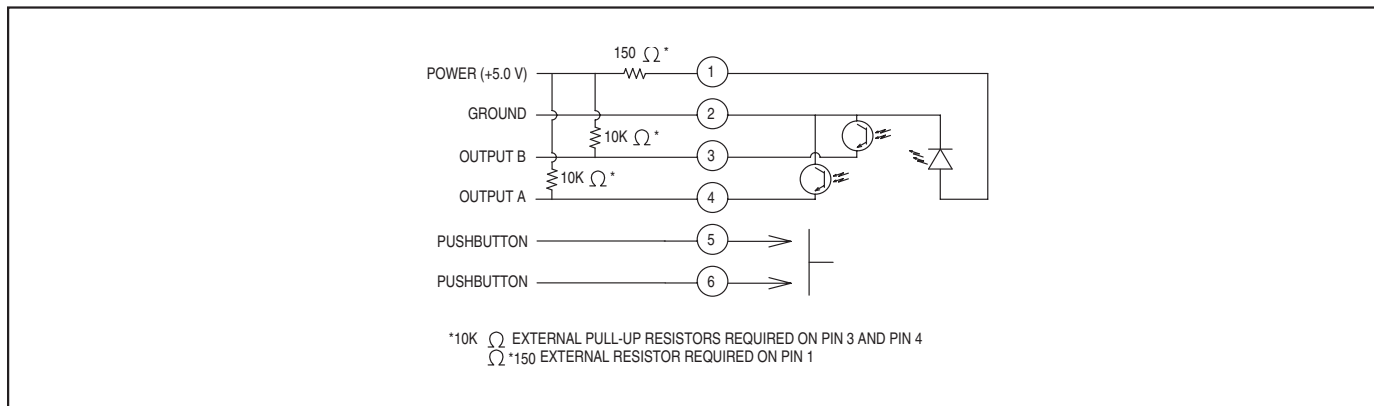 150 Ω *
POWER (+5.0 V)
1
GROUND
2
10K Ω *
OUTPUT B
3
10K Ω *
OUTPUT A
4
PUSHBUTTON
5
PUSHBUTTON
6
*10K Ω EXTERNAL PULL-UP RESISTORS REQUIRED ON PIN 3 AND PIN 4
Ω *150 EXTERNAL RESISTOR REQUIRED ON PIN 1